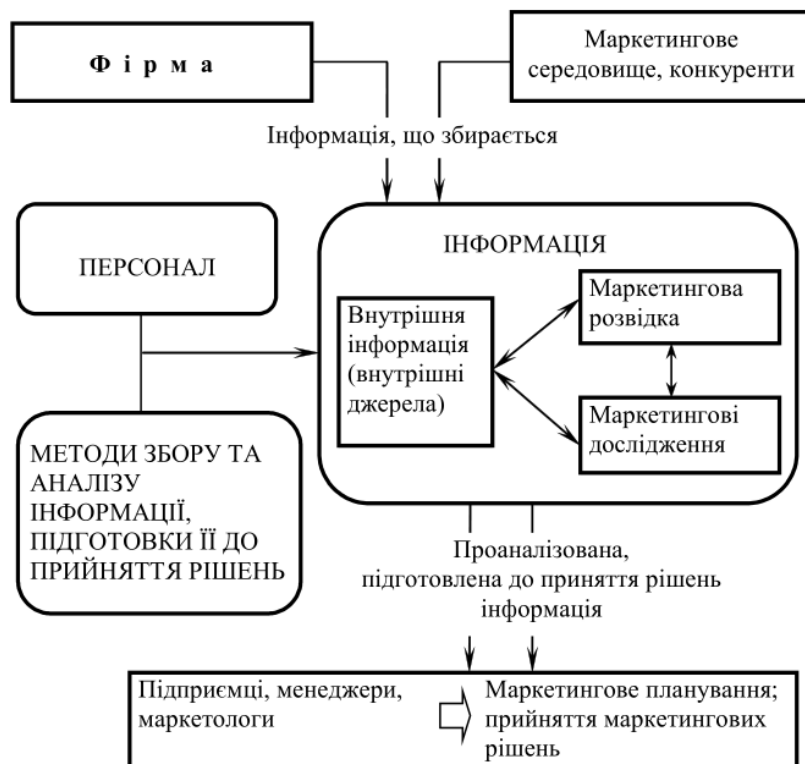 Фірма
Маркетингове
середовище, конкуренти
Інформація, що збирається
ПЕРСОНАЛ
ІНФОРМАЦІЯ
Внутрішня
інформація
(внутрішні
джерела)
Маркетингова
розвідка
Маркетингові
дослідження
МЕТОДИ ЗБОРУ ТА
АНАЛІЗУ
ІНФОРМАЦІЇ,
ПІДГОТОВКИ ЇЇ ДО
ПРИЙНЯТТЯ РІШЕНЬ
Проаналізована,
підготовлена до приняття рішень
інформація
Підприємці, менеджери,
маркетологи
Маркетингове планування;
прийняття маркетингових
рішень